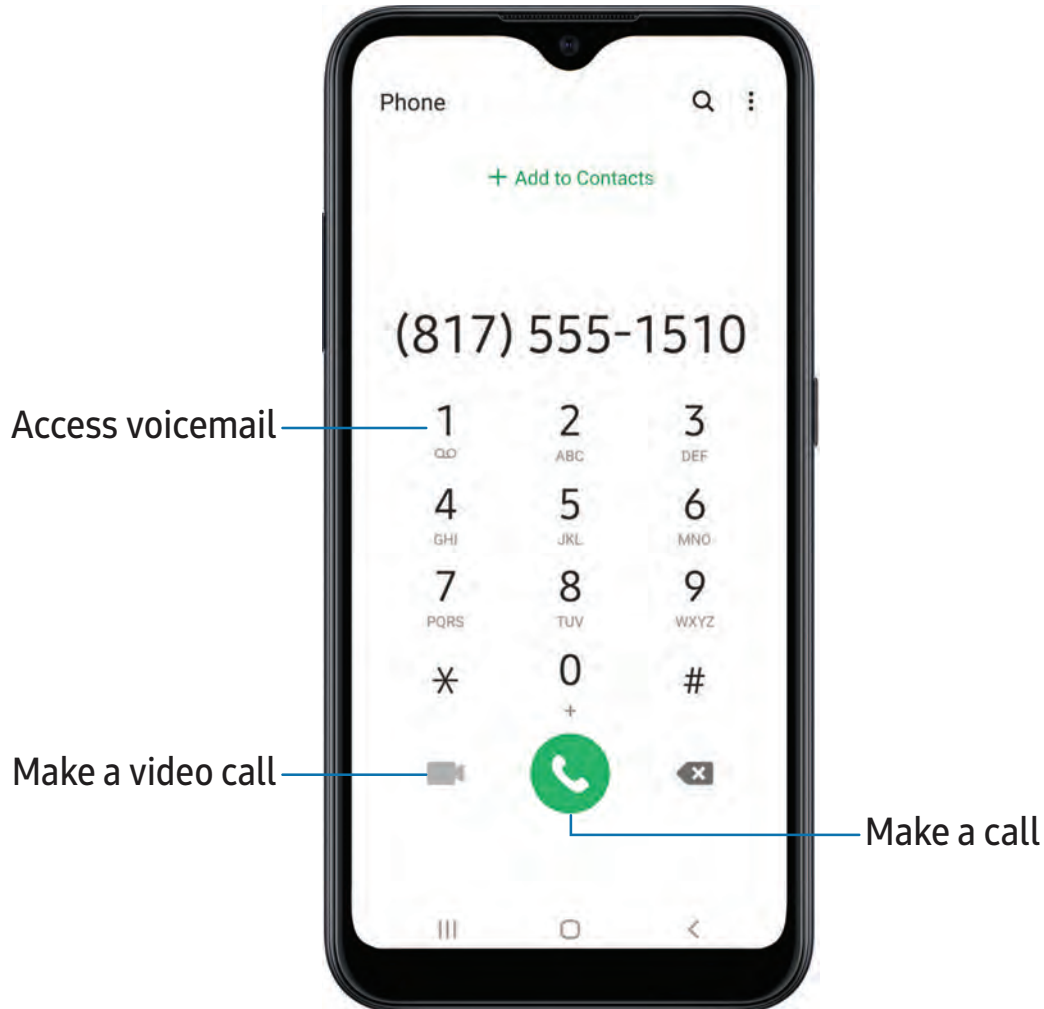 Phone
+ Add to Contacts
(817) 555-1510
Access voicemail
1 2 3
ABC DEF
4 5 6
GHI JKL MNO
7 8 9
PQRS TUV WXYZ
* 0 #
+
Make a video call
Make a call